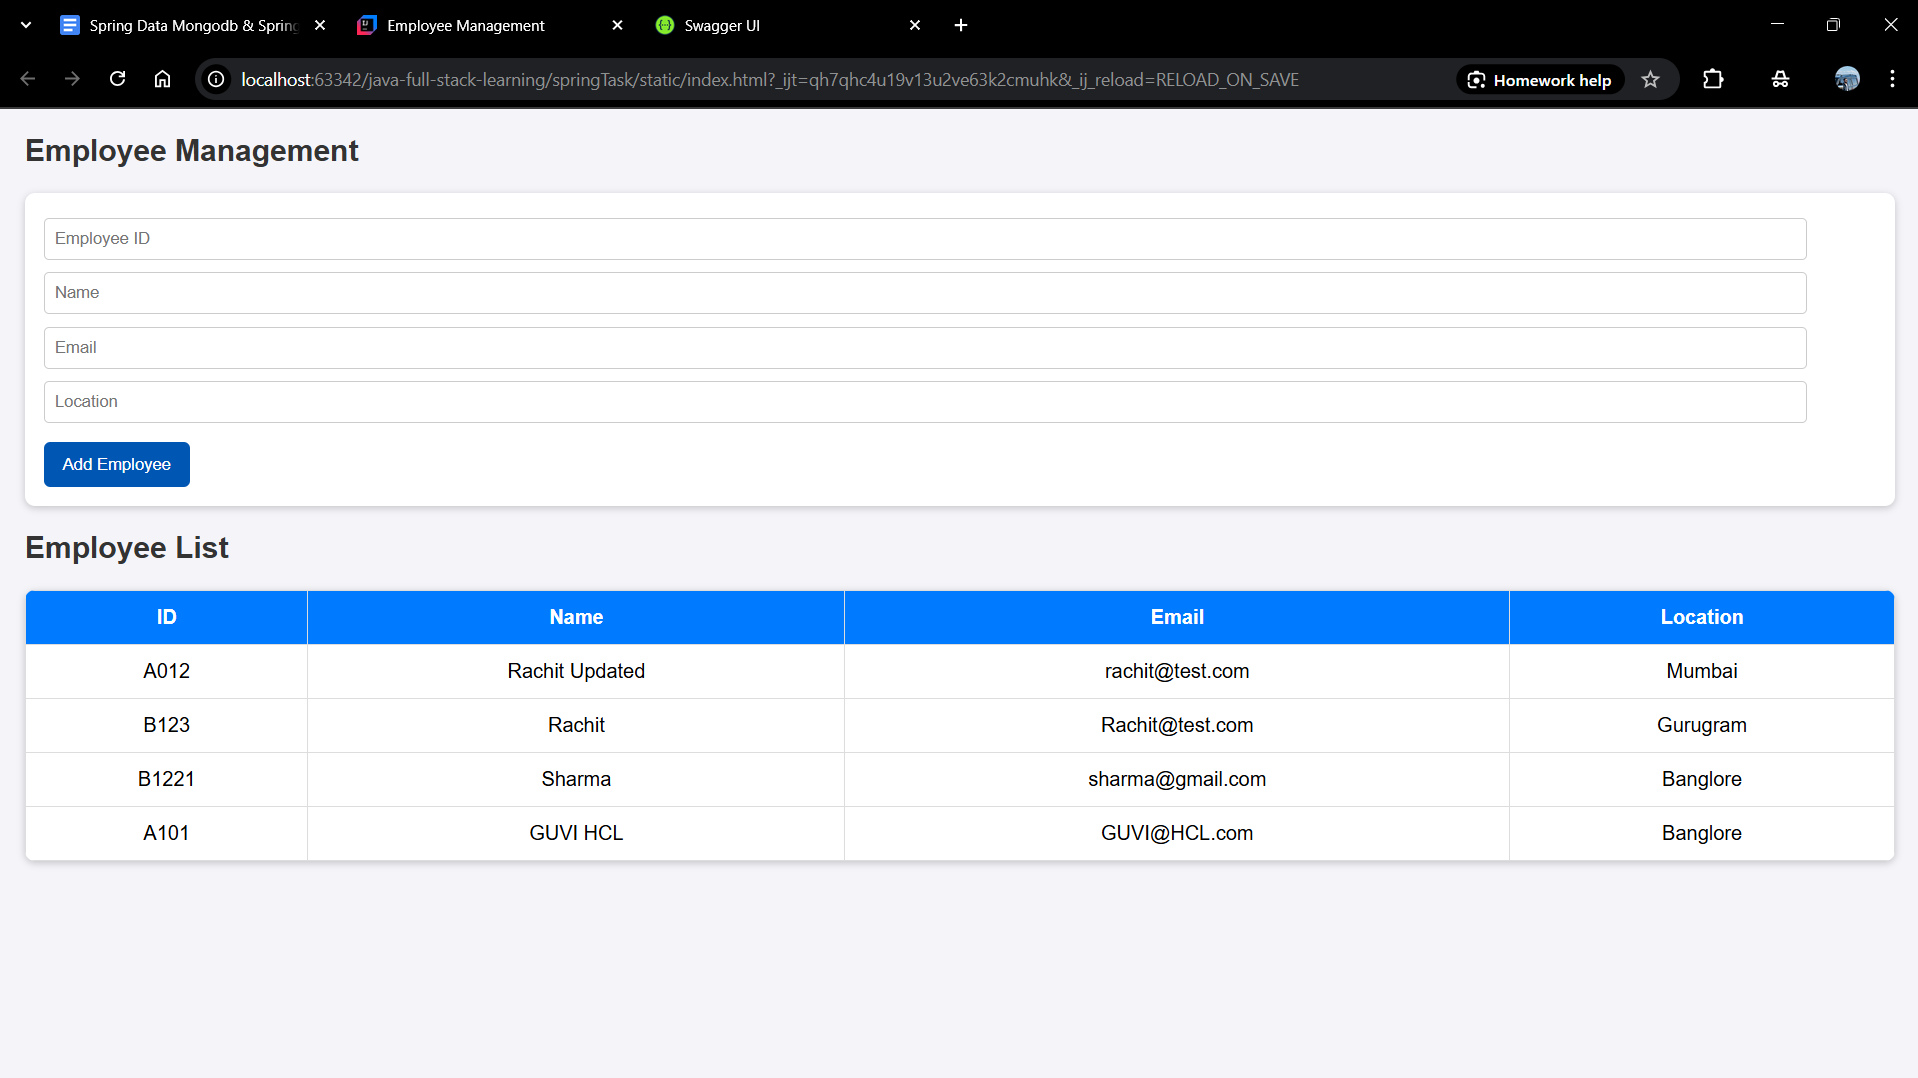 Spring Data Mongodb & Spring
Employee Management
Swagger UI
localhost:63342/java-full-stack-learning/springTask/static/index.html?_ijt=qh7qhc4u19v13u2ve63k2cmuhk&_ij_reload=RELOAD_ON_SAVE
Homework help
Employee Management
Employee ID
Name
Email
Location
Add Employee
Employee List
ID Name Email Location
A012 Rachit Updated rachit@test.com Mumbai
B123 Rachit Rachit@test.com Gurugram
B1221 Sharma sharma@gmail.com Banglore
A101 GUVI HCL GUVI@HCL.com Banglore